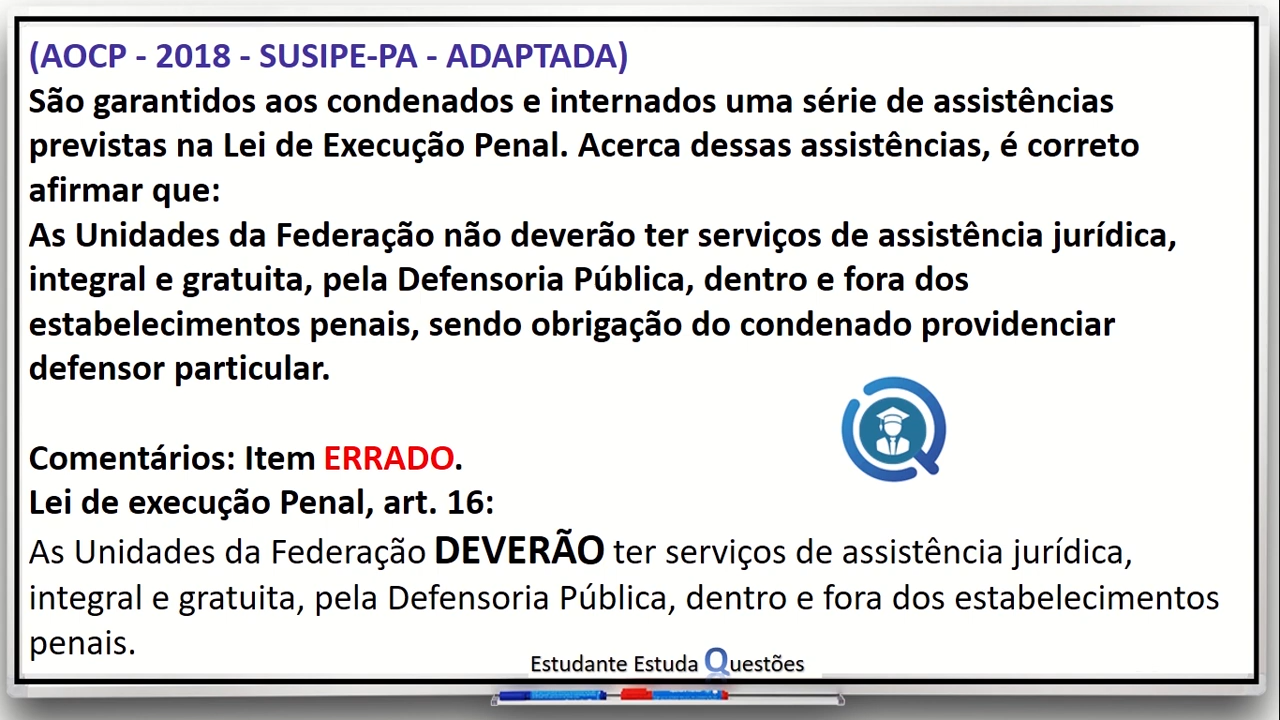 (AOCP - 2018 - SUSIPE-PA - ADAPTADA)
São garantidos aos condenados e internados uma série de assistências
previstas na Lei de Execução Penal. Acerca dessas assistências, é correto
afirmar que:
As Unidades da Federação não deverão ter serviços de assistência jurídica,
integral e gratuita, pela Defensoria Pública, dentro e fora dos
estabelecimentos penais, sendo obrigação do condenado providenciar
defensor particular.
Comentários: Item ERRADO.
Lei de execução Penal, art. 16:
As Unidades da Federação DEVERÃO ter serviços de assistência jurídica,
integral e gratuita, pela Defensoria Pública, dentro e fora dos estabelecimentos
penais.
Estudante Estuda Questões